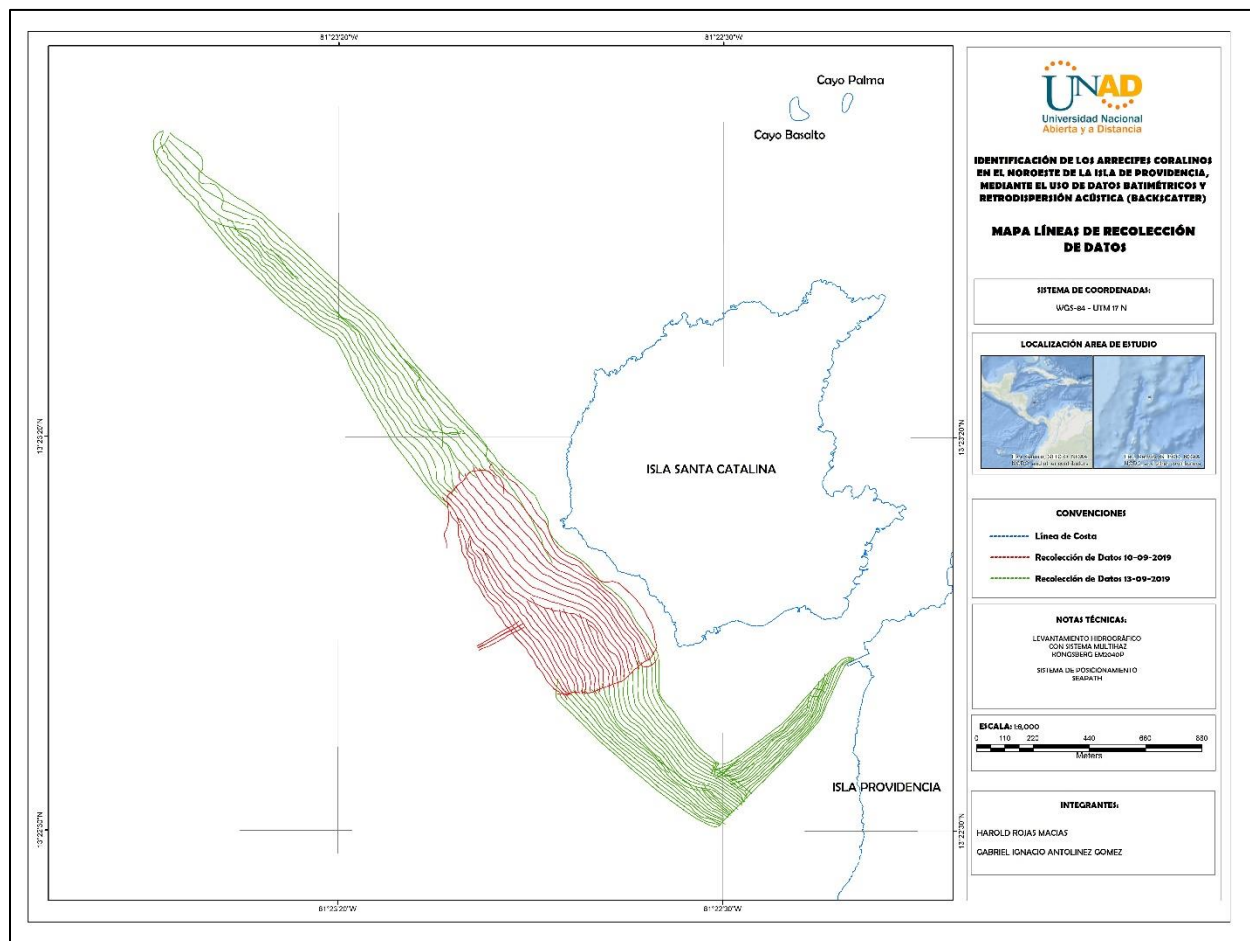 81°23'20"W
81°22'30"W
Cayo Palma
Cayo Basalto
13°23'20"N
13°23'20"N
ISLA SANTA CATALINA
ISLA PROVIDENCIA
13°22'30"N
13°22'30"N
81°22'30"W
UNAD
Universidad Nacional
Abierta y a Distancia
IDENTIFICACIÓN DE LOS ARRECIFES CORALINOS
EN EL NOROESTE DE LA ISLA DE PROVIDENCIA,
MEDIANTE EL USO DE DATOS BATIMÉTRICOS Y
RETRODISPERSIÓN ACÚSTICA (BACKSCATTER)
MAPA LÍNEAS DE RECOLECCIÓN
DE DATOS
SISTEMA DE COORDENADAS:
WGS-84 - UTM 17 N
LOCALIZACIÓN AREA DE ESTUDIO
CONVENCIONES
Línea de Costa
Recolección de Datos 10-09-2019
Recolección de Datos 13-09-2019
NOTAS TÉCNICAS:
LEVANTAMIENTO HIDROGRÁFICO
CON SISTEMA MULTIHAZ
KONGSBERG EM2040P
SISTEMA DE POSICIONAMIENTO
SEAPATH
ESCALA: 1:8,000
0 110 220 440 660 880
Meters
INTEGRANTES:
HAROLD ROJAS MACIAS
GABRIEL IGNACIO ANTOLINEZ GOMEZ